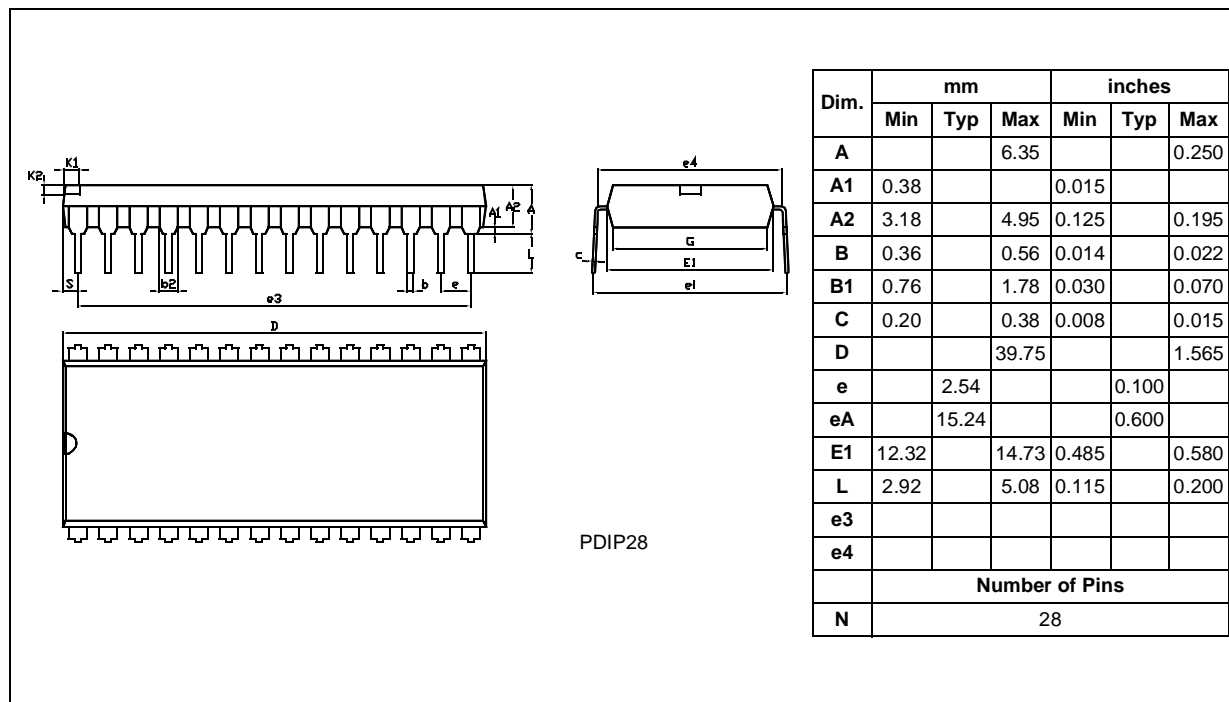 K1
K2
A1
A2
A
L
S
b2
b
e
e3
D
e4
G
c
E1
e1
PDIP28
Dim. mm inches
Min Typ Max Min Typ Max
A 6.35 0.250
A1 0.38 0.015
A2 3.18 4.95 0.125 0.195
B 0.36 0.56 0.014 0.022
B1 0.76 1.78 0.030 0.070
C 0.20 0.38 0.008 0.015
D 39.75 1.565
e 2.54 0.100
eA 15.24 0.600
E1 12.32 14.73 0.485 0.580
L 2.92 5.08 0.115 0.200
e3
e4
Number of Pins
N 28